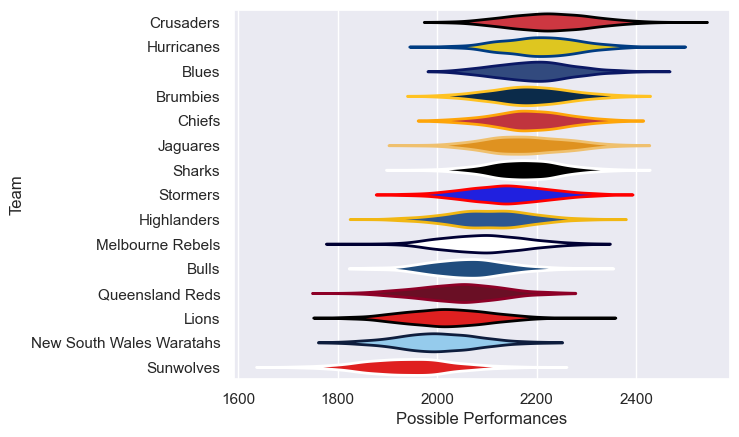 Crusaders
Hurricanes
Blues
Brumbies
Chiefs
Jaguares
Sharks
Stormers
Highlanders
Melbourne Rebels
Bulls
Queensland Reds
Lions
New South Wales Waratahs
Sunwolves
Team
1600 1800 2000 2200 2400
Possible Performances